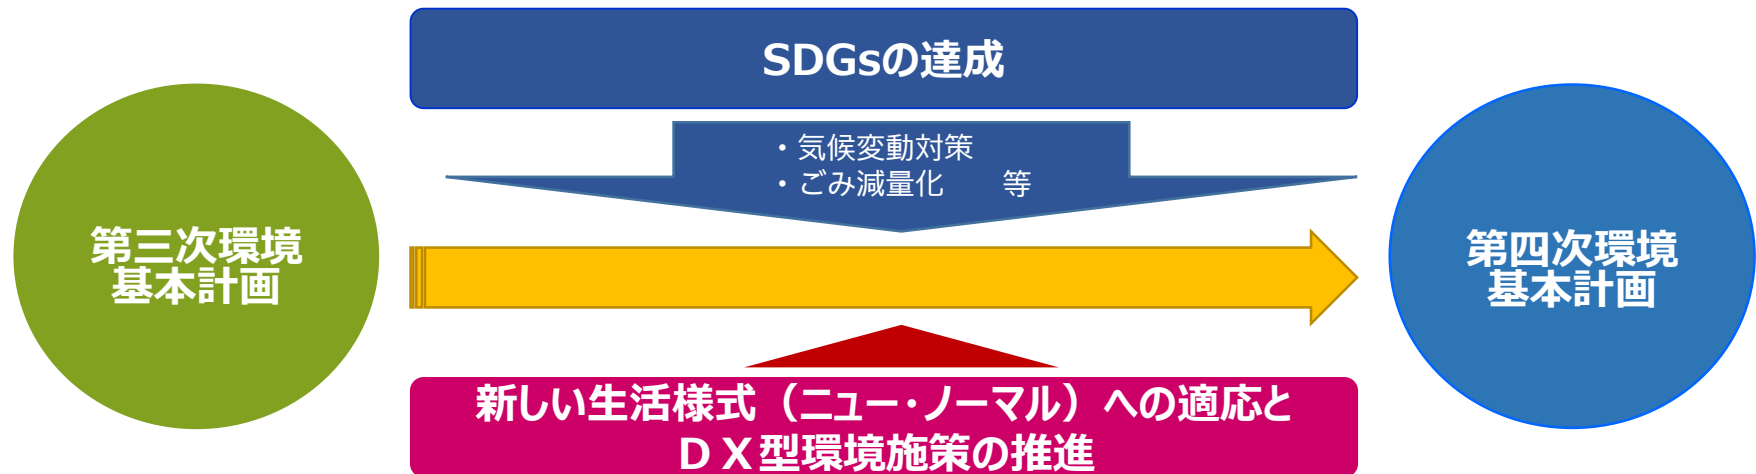 SDGsの達成
・気候変動対策
・ごみ減量化　　等
第三次環境
基本計画
第四次環境
基本計画
新しい生活様式（ニュー・ノーマル）への適応と
ＤＸ型環境施策の推進